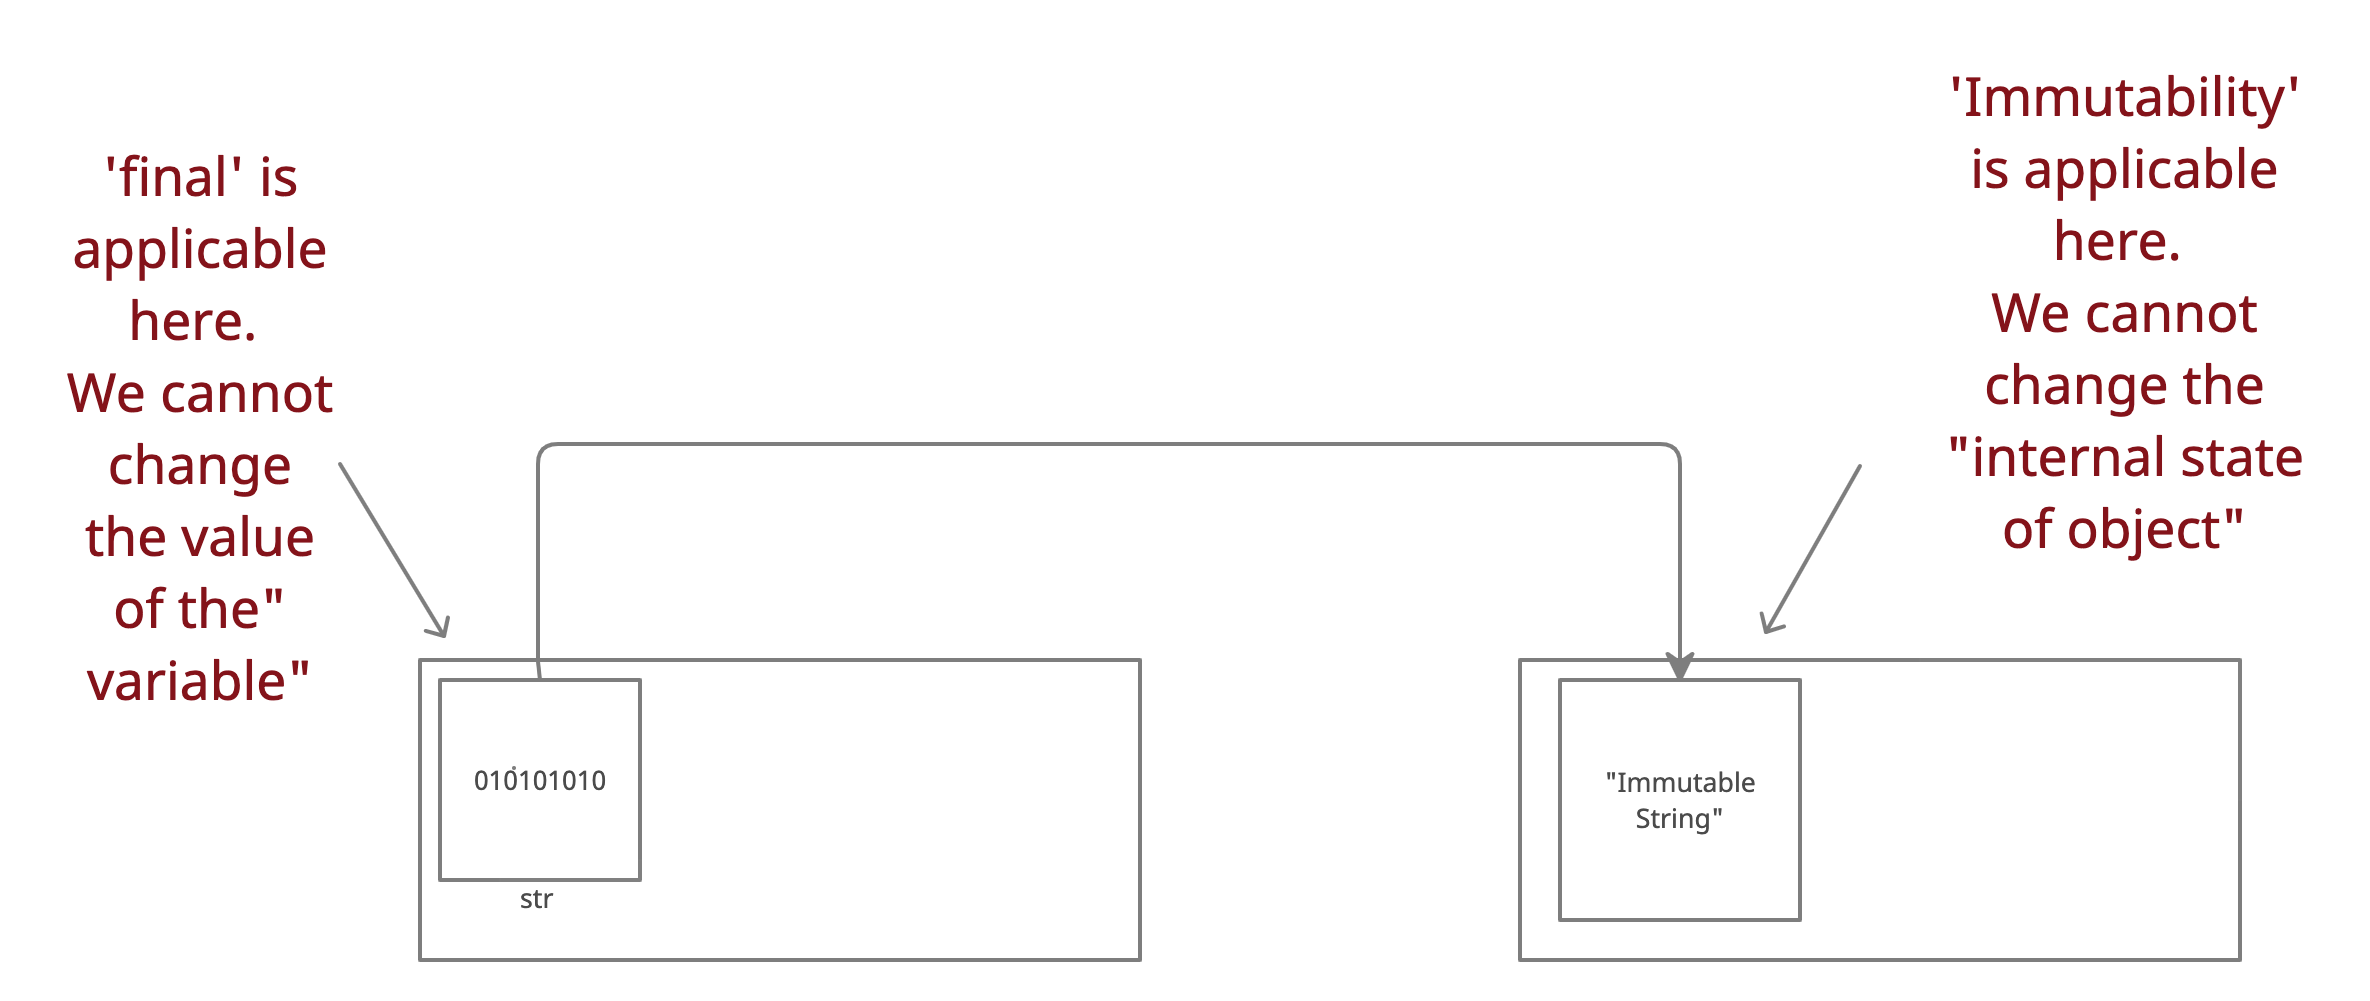 'final' is
applicable
here.
We cannot
change
the value
of the"
variable"
'Immutability'
is applicable
here.
We cannot
change the
"internal state
of object"
010101010
str
"Immutable
String"